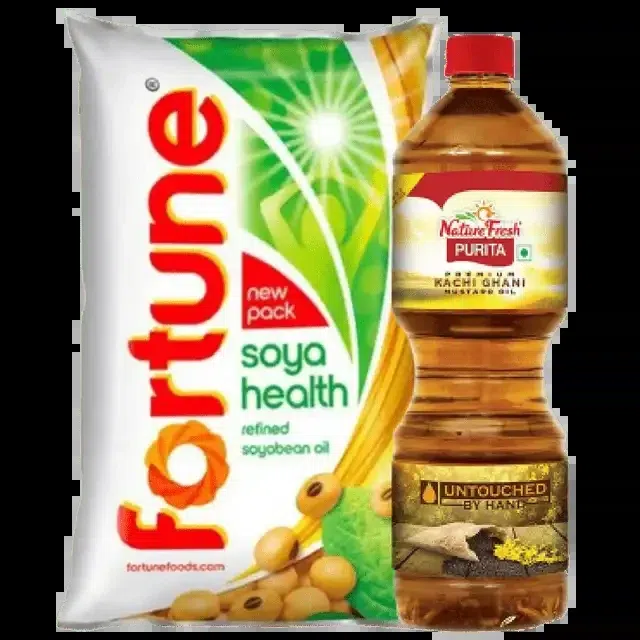 fortune
®
new
pack
soya
health
refined
soyobean oil
fortunefoods.com
Nature Fresh
PURITA
PREMIUM
KACHI GHANI
MUSTARD OIL
UNTOUCHED
BY HAND